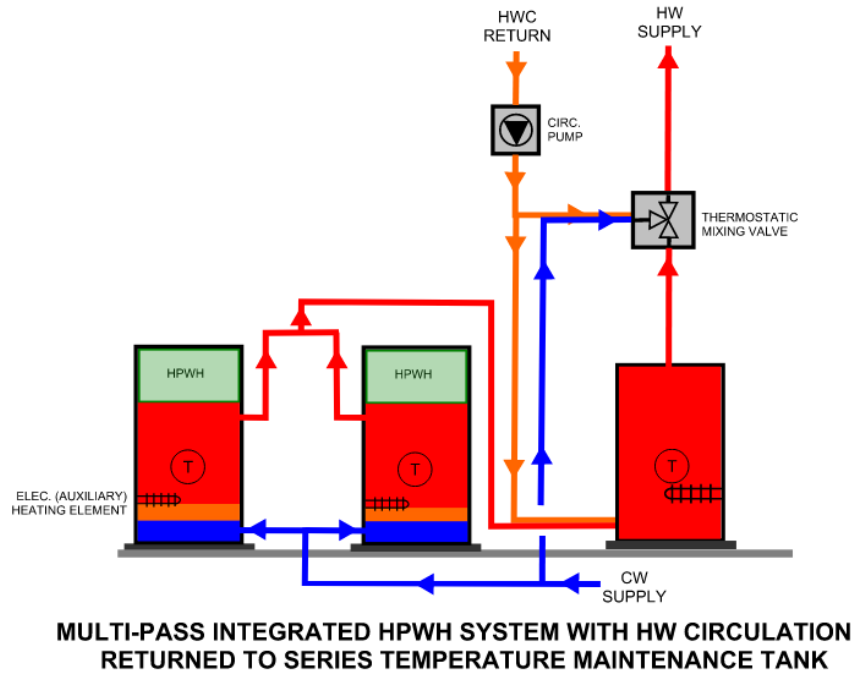 HWC
RETURN
HW
SUPPLY
CIRC.
PUMP
THERMOSTATIC
MIXING VALVE
HPWH
HPWH
T
T
T
ELEC. (AUXILIARY)
HEATING ELEMENT
CW
SUPPLY
MULTI-PASS INTEGRATED HPWH SYSTEM WITH HW CIRCULATION
RETURNED TO SERIES TEMPERATURE MAINTENANCE TANK